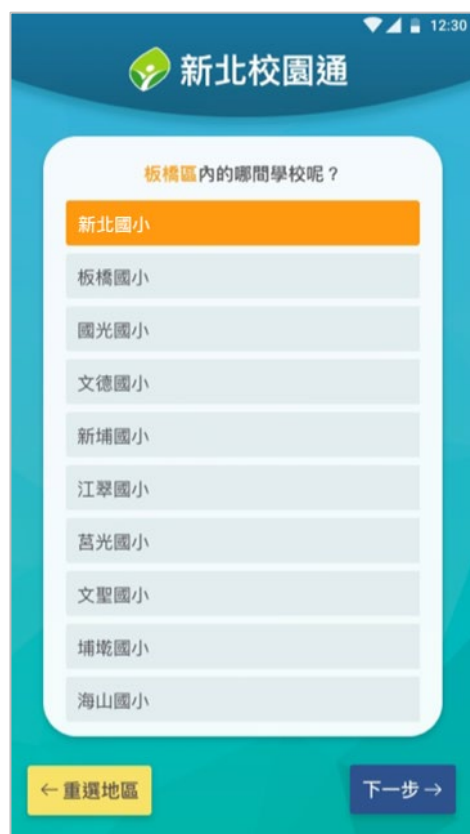 12:30
新北校園通
板橋區內的哪間學校呢？
新北國小
板橋國小
國光國小
文德國小
新埔國小
江翠國小
莒光國小
文聖國小
埔墘國小
海山國小
←重選地區
下一步→